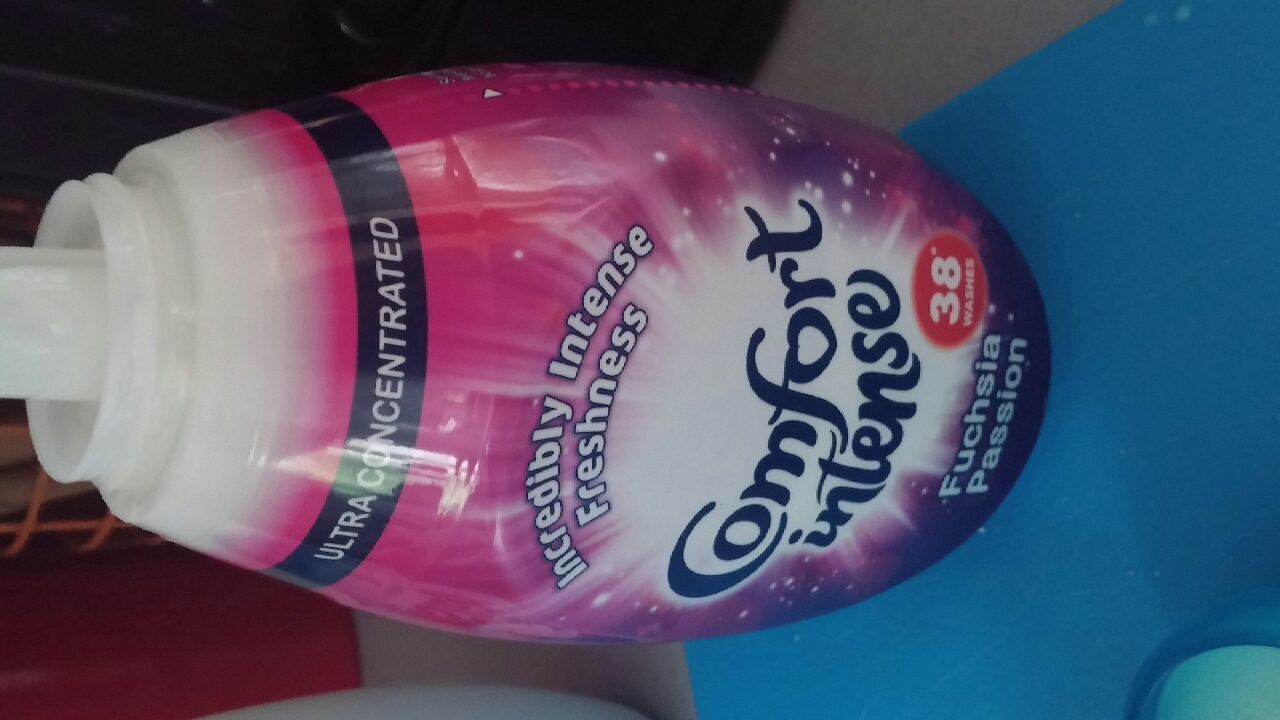 ULTRA CONCENTRATED
Incredibly Intense
Freshness
Comfort
intense
38*
WASHES
Fuchsia
Passion